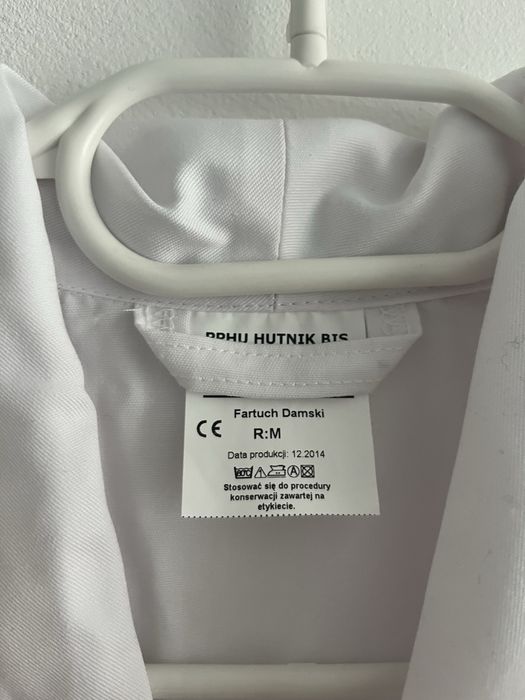 PPHU HUTNIK BIS
Fartuch Damski
CE R:M
Data produkcji: 12.2014
Stosować się do procedury
konserwacji zawartej na
etykiecie.